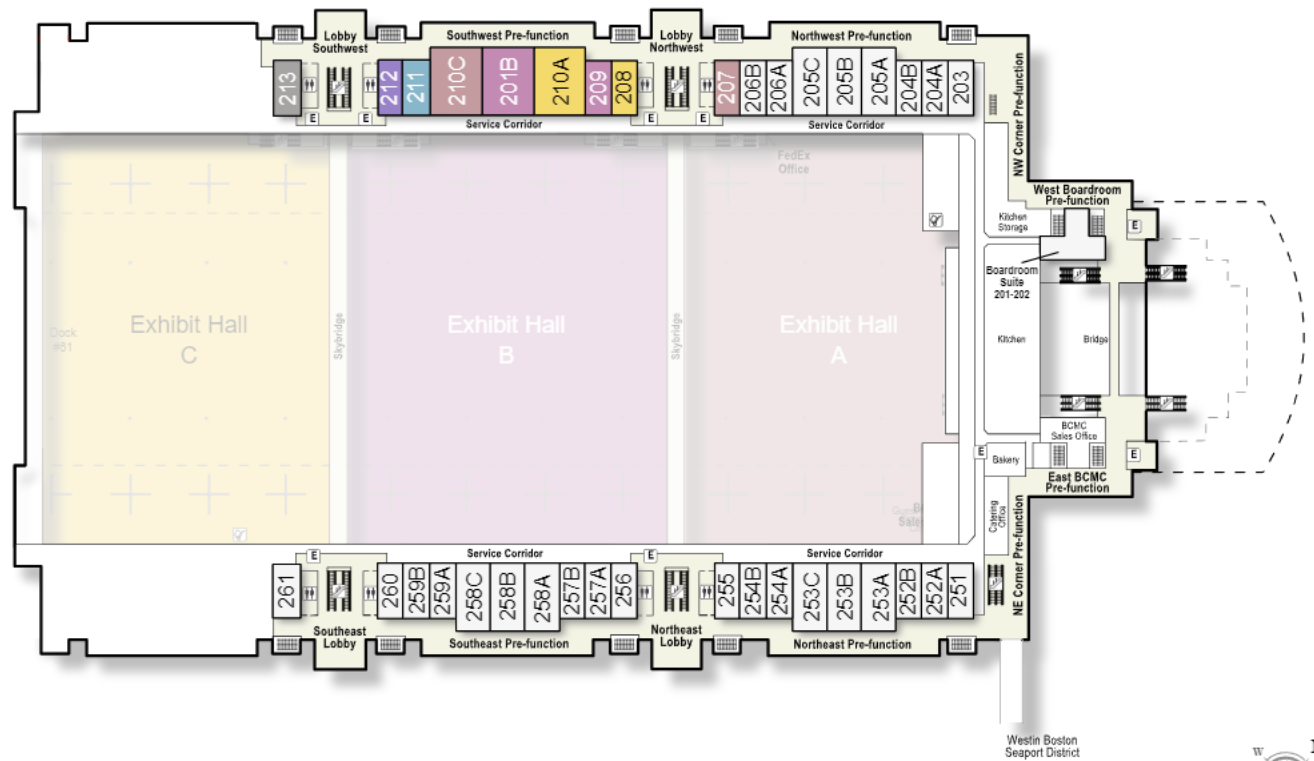 Lobby
Southwest
Southwest Pre-function
Lobby
Northwest
Northwest Pre-function
213
212
211
210C
201B
210A
209
208
207
206B
206A
205C
205B
205A
204B
204A
203
E
E
E
E
Service Corridor
Service Corridor
NW Corner Pre-function
FedEx
Office
West Boardroom
Pre-function
Kitchen
Storage
E
Boardroom
Suite
201-202
Dock
#61
Exhibit Hall
C
Skybridge
Exhibit Hall
B
Skybridge
Exhibit Hall
A
Kitchen
Bridge
BCMC
Sales Office
E
Bakery
E
East BCMC
Pre-function
Catering
Office
NE Corner Pre-function
E
Service Corridor
E
Service Corridor
261
260
259B
259A
258C
258B
258A
257B
257A
256
255
254B
254A
253C
253B
253A
252B
252A
251
Southeast
Lobby
Southeast Pre-function
Northeast
Lobby
Northeast Pre-function
Westin Boston
Seaport District
W